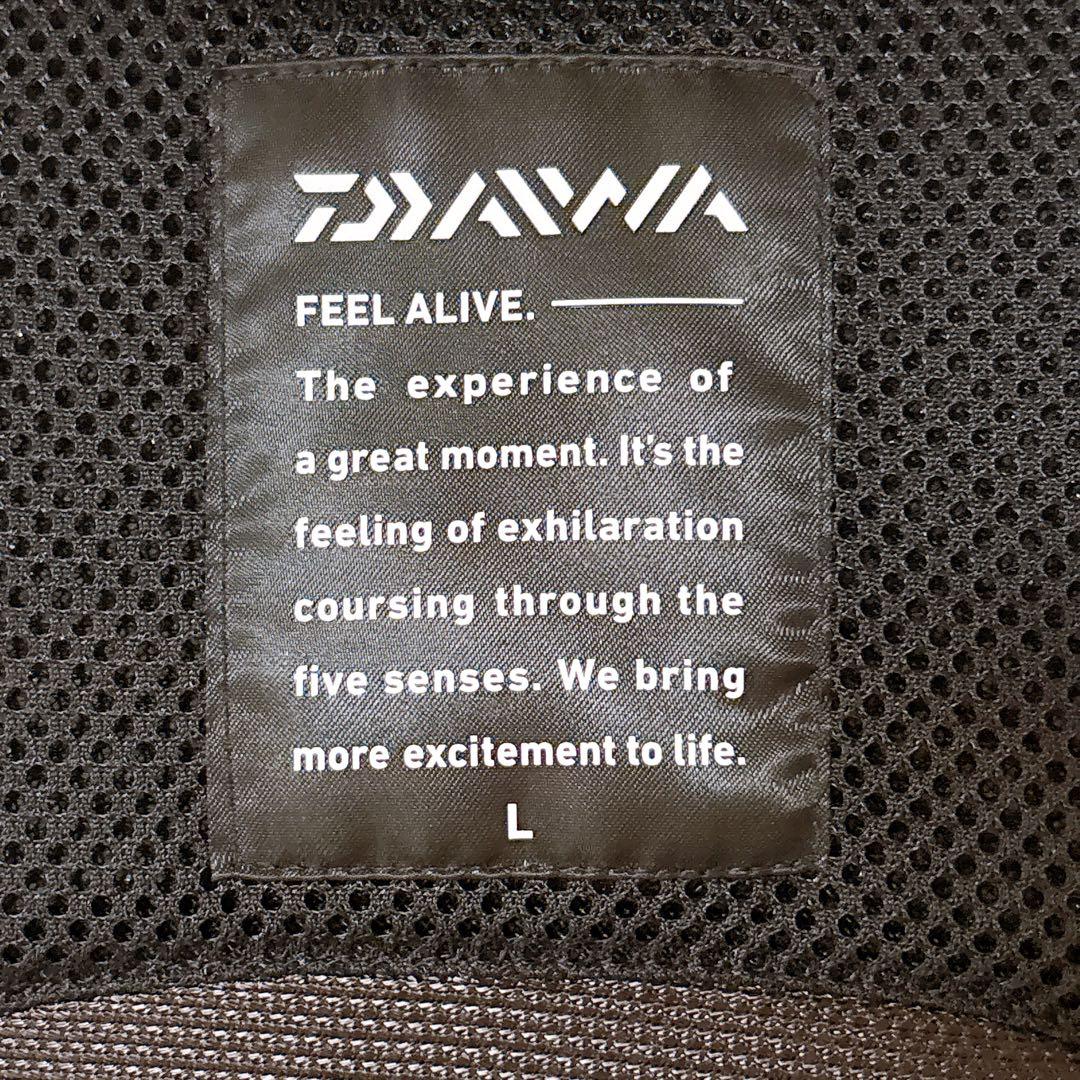 DAIWA
FEEL ALIVE.
The experience of
a great moment. It's the
feeling of exhilaration
coursing through the
five senses. We bring
more excitement to life.
L